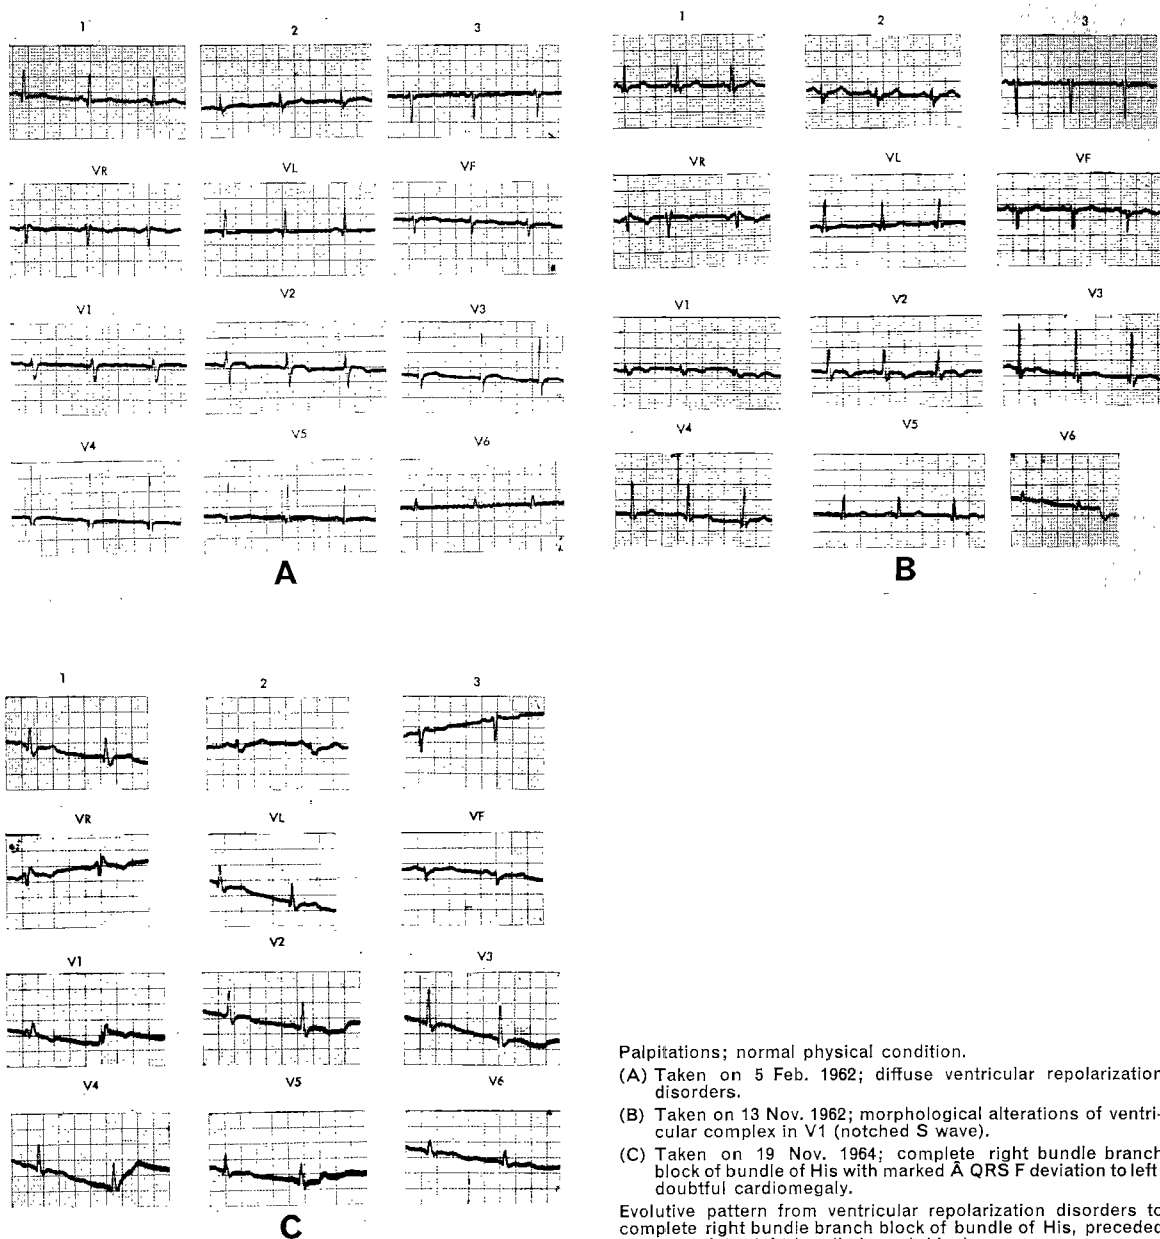 1 2 3
VR VL VF
V1 V2 V3
V4 V5 V6
A
1 2 3
VR VL VF
V1 V2 V3
V4 V5 V6
B
1 2 3
VR VL VF
V1 V2 V3
V4 V5 V6
C
Palpitations; normal physical condition.
(A) Taken on 5 Feb. 1962; diffuse ventricular repolarization
disorders.
(B) Taken on 13 Nov. 1962; morphological alterations of ventri-
cular complex in V1 (notched S wave).
(C) Taken on 19 Nov. 1964; complete right bundle branch
block of bundle of His with marked Â QRS F deviation to left
doubtful cardiomegaly.
Evolutive pattern from ventricular repolarization disorders to
complete right bundle branch block of bundle of His, preceded